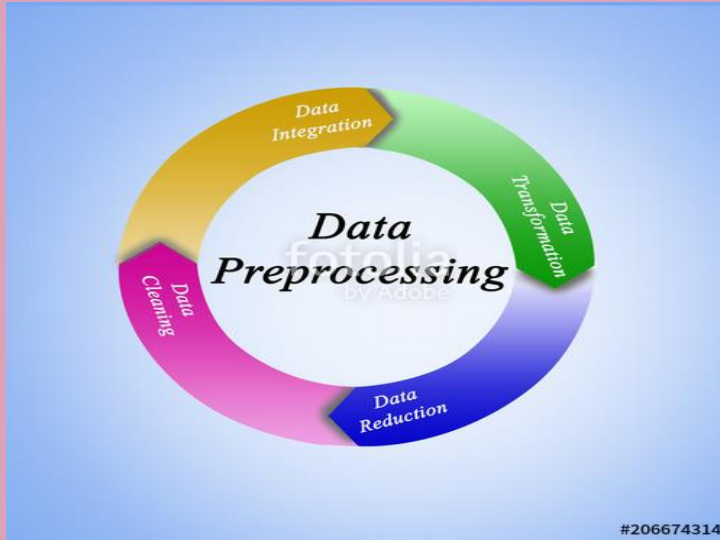 Data
Integration
Data
Transformation
Data
Preprocessing
fotolia
by Adobe
Data
Cleaning
Data
Reduction
#206674314